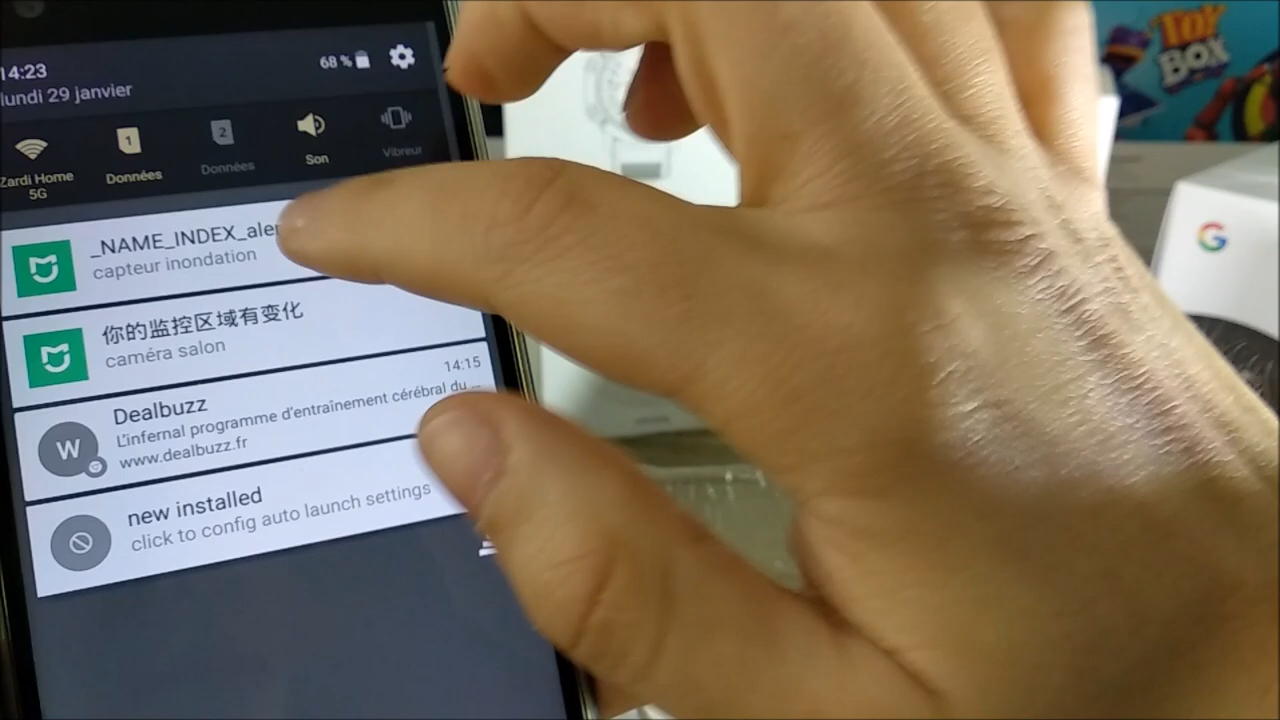 14:23
68 %
lundi 29 janvier
1
2
Zardi Home
5G
Données
Données
Son
Vibreur
_NAME_INDEX_aler
capteur inondation
你的监控区域有变化
caméra salon
14:15
Dealbuzz
L'infernal programme d'entraînement cérébral du ...
www.dealbuzz.fr
W
new installed
click to config auto launch settings
TOY
BOX
G